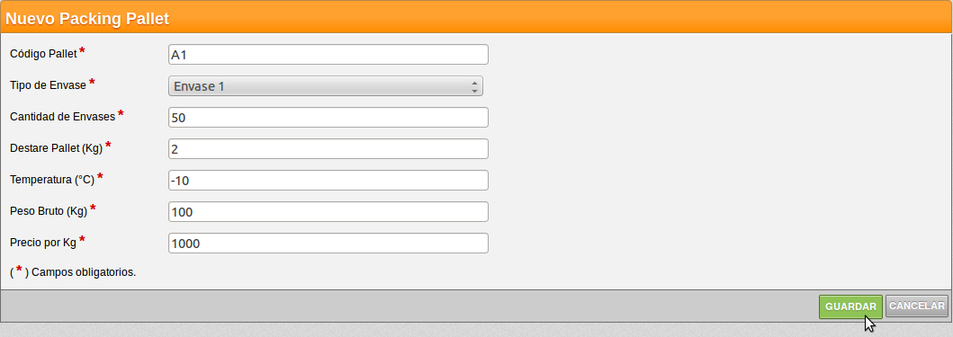 Nuevo Packing Pallet
Código Pallet * A1
Tipo de Envase * Envase 1
Cantidad de Envases * 50
Destare Pallet (Kg) * 2
Temperatura (°C) * -10
Peso Bruto (Kg) * 100
Precio por Kg * 1000
( * ) Campos obligatorios.
GUARDAR CANCELAR